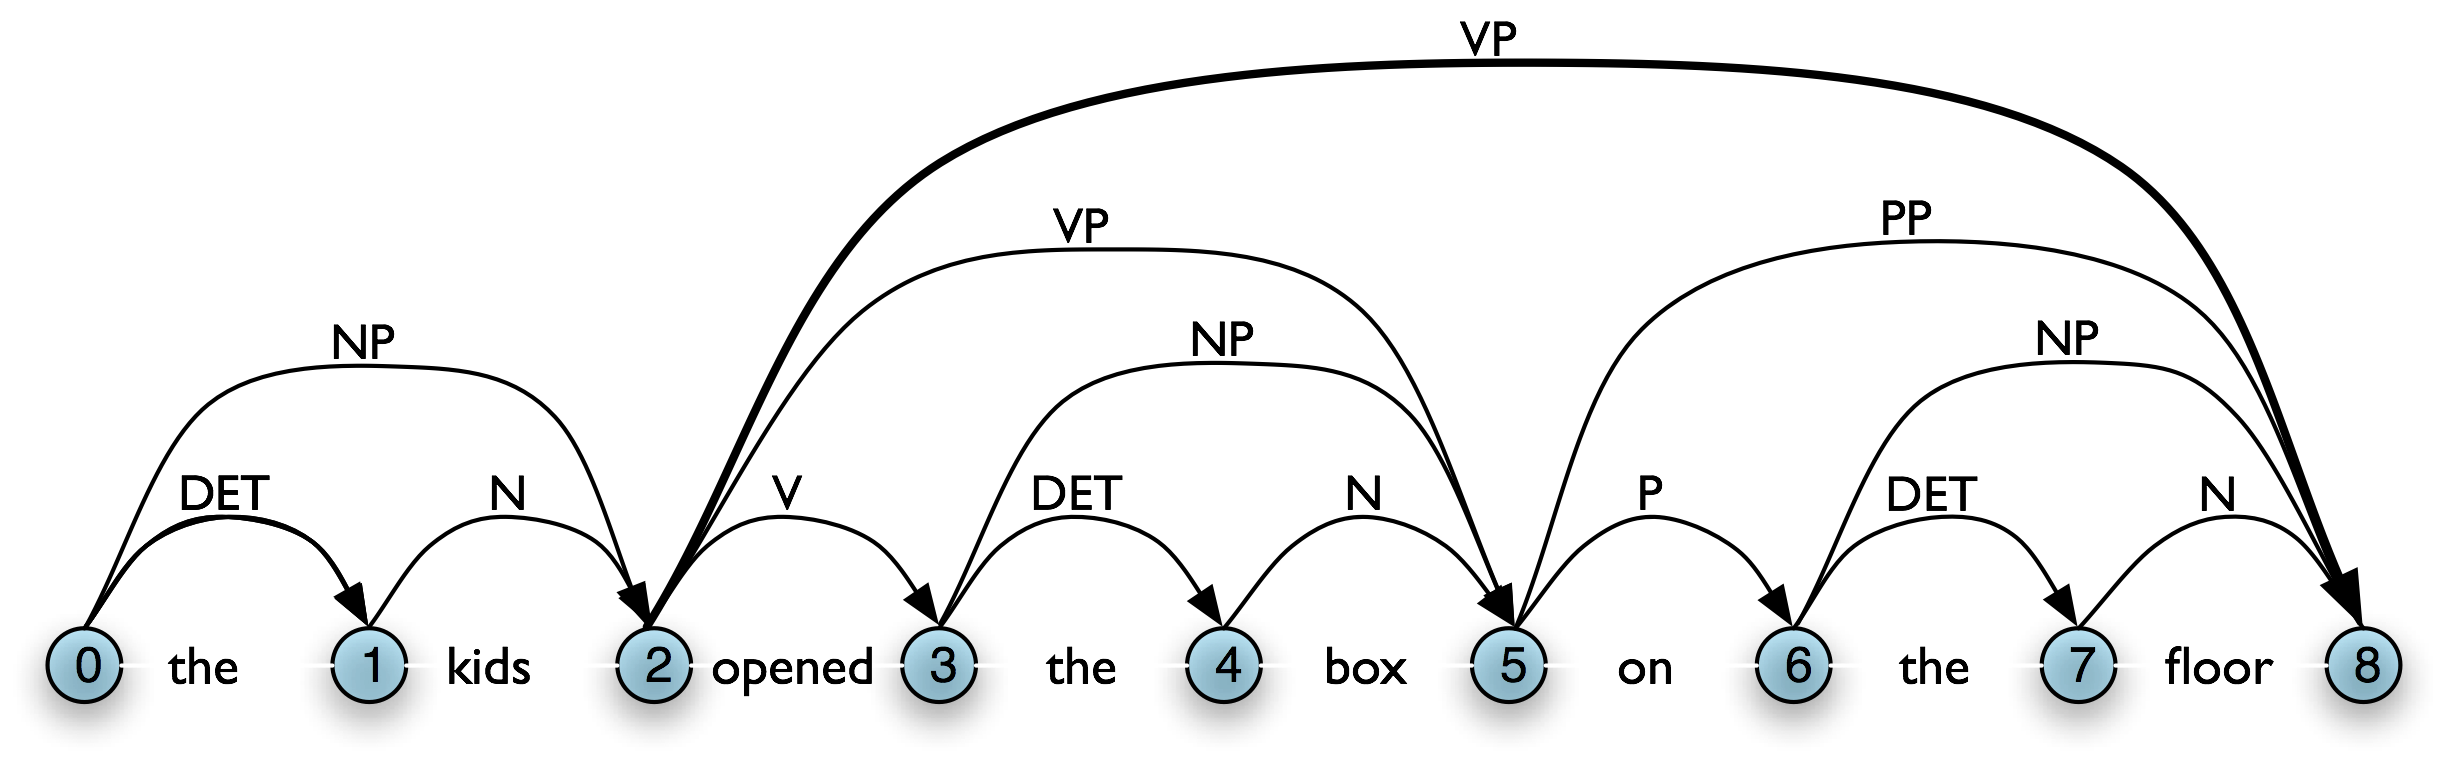 VP
VP PP
NP NP NP
DET N V DET N P DET N
0 the 1 kids 2 opened 3 the 4 box 5 on 6 the 7 floor 8